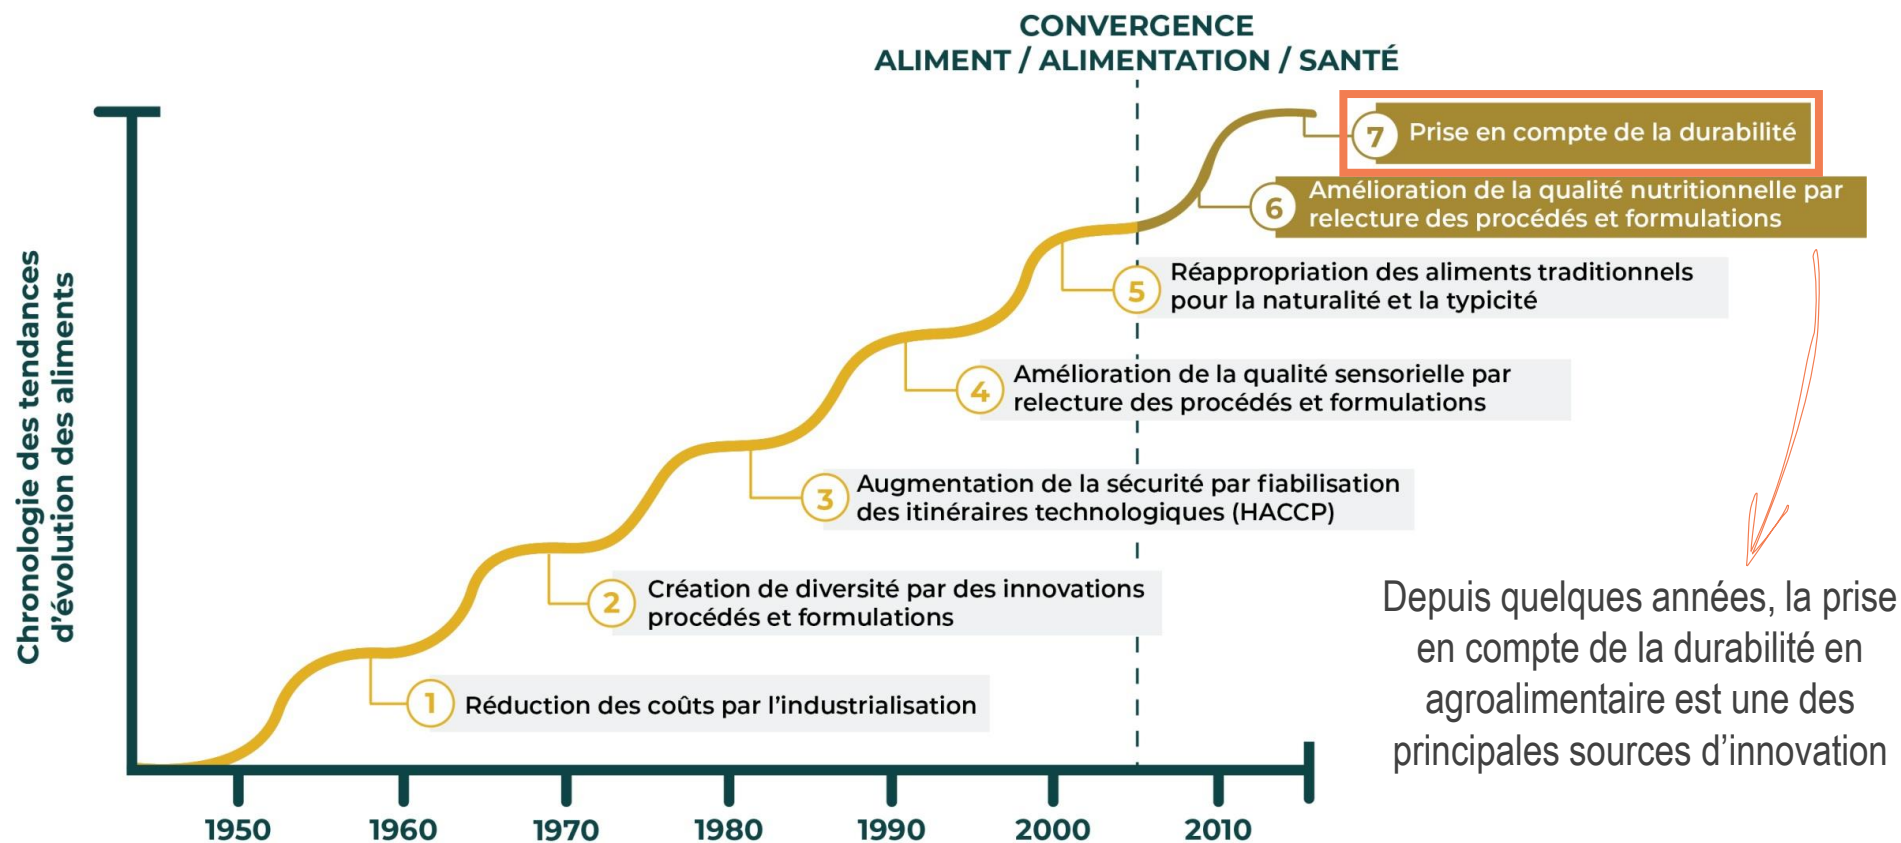 CONVERGENCE
ALIMENT / ALIMENTATION / SANTÉ
Chronologie des tendances
d'évolution des aliments
7 Prise en compte de la durabilité
6 Amélioration de la qualité nutritionnelle par
relecture des procédés et formulations
5 Réappropriation des aliments traditionnels
pour la naturalité et la typicité
4 Amélioration de la qualité sensorielle par
relecture des procédés et formulations
3 Augmentation de la sécurité par fiabilisation
des itinéraires technologiques (HACCP)
2 Création de diversité par des innovations
procédés et formulations
1 Réduction des coûts par l'industrialisation
Depuis quelques années, la prise
en compte de la durabilité en
agroalimentaire est une des
principales sources d'innovation
1950 1960 1970 1980 1990 2000 2010